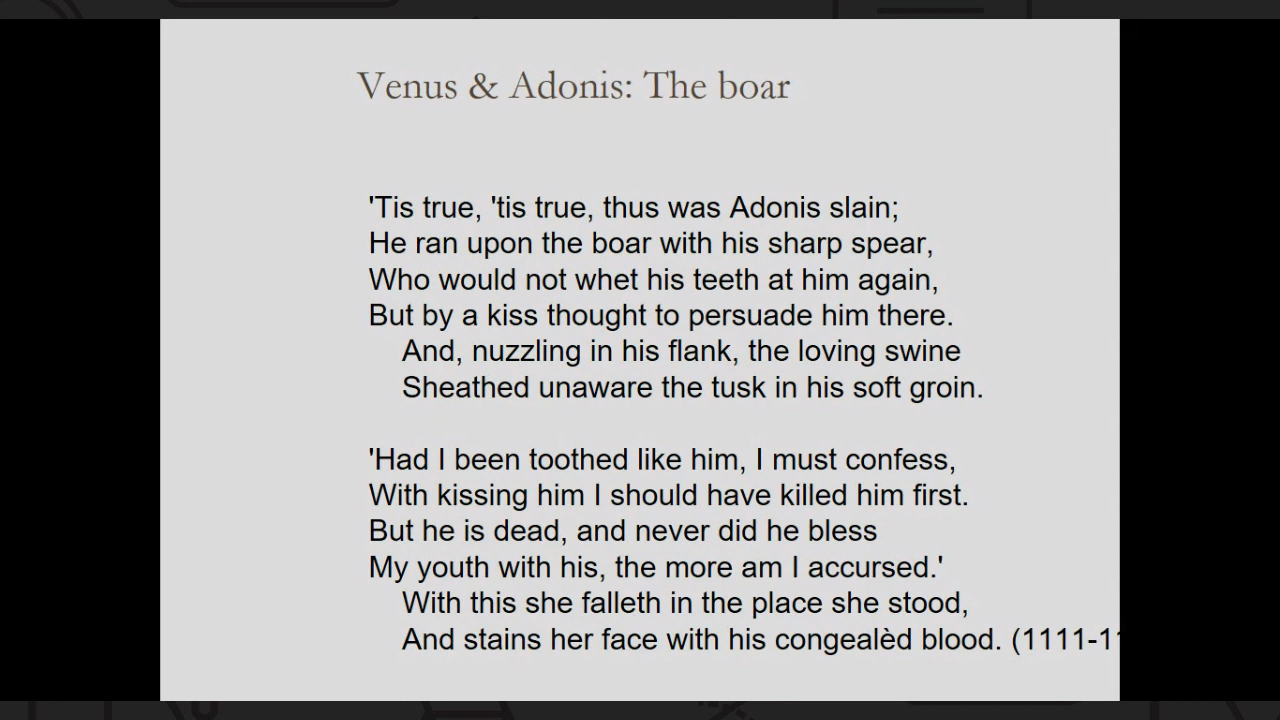 Venus & Adonis: The boar
'Tis true, 'tis true, thus was Adonis slain;
He ran upon the boar with his sharp spear,
Who would not whet his teeth at him again,
But by a kiss thought to persuade him there.
And, nuzzling in his flank, the loving swine
Sheathed unaware the tusk in his soft groin.
'Had I been toothed like him, I must confess,
With kissing him I should have killed him first.
But he is dead, and never did he bless
My youth with his, the more am I accursed.'
With this she falleth in the place she stood,
And stains her face with his congealèd blood. (1111-11